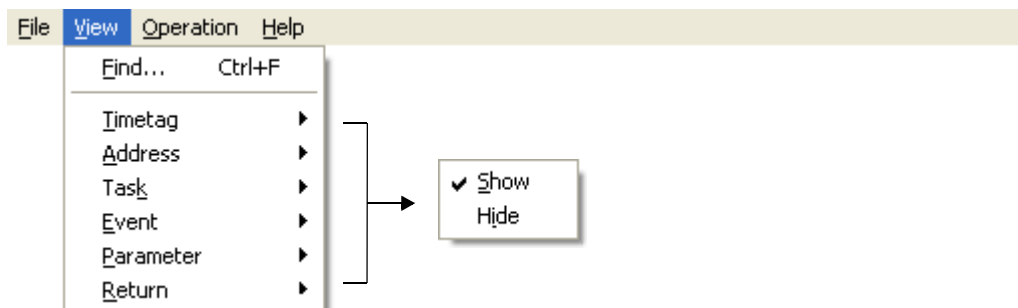 File View Operation Help
Find... Ctrl+F
Timetag
Address
Task
Event
Parameter
Return
Show
Hide